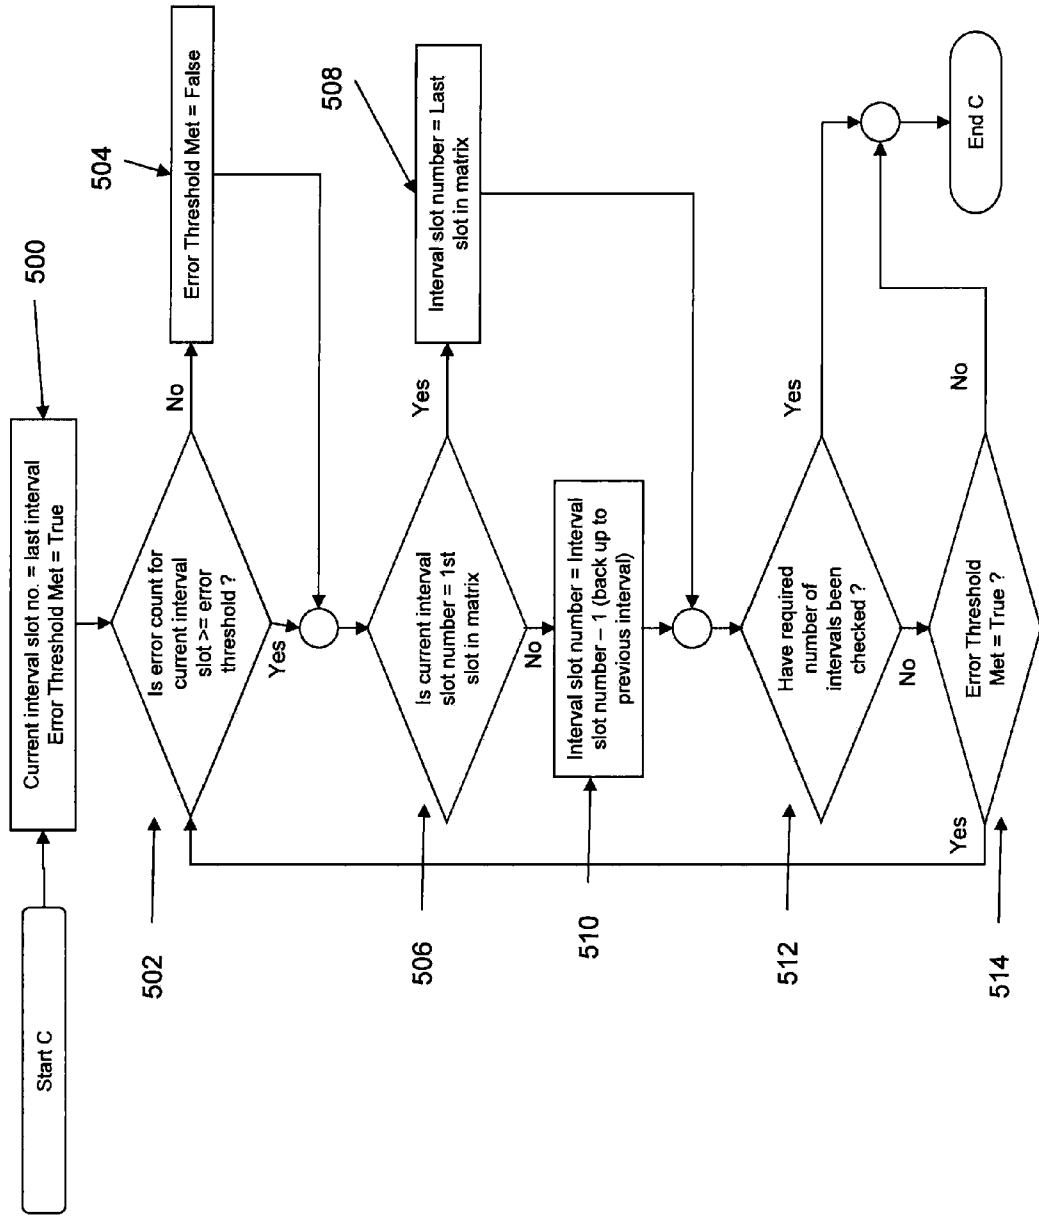 Start C
Current interval slot no. = last interval
Error Threshold Met = True
500
502
Is error count for
current interval
slot >= error
threshold ?
No
Yes
504
Error Threshold Met = False
506
Is current interval
slot number = 1st
slot in matrix
Yes
No
508
Interval slot number = Last
slot in matrix
510
Interval slot number = Interval
slot number – 1 (back up to
previous interval)
512
Have required
number of
intervals been
checked ?
Yes
No
514
Error Threshold
Met = True ?
Yes
No
End C